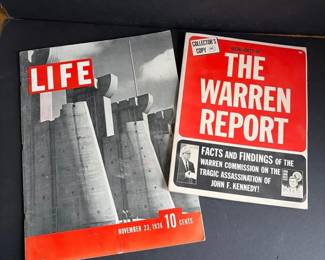 LIFE
NOVEMBER 23, 1936 10 CENTS
COLLECTOR'S
COPY
THE
WARREN
REPORT
FACTS AND FINDINGS OF THE
WARREN COMMISSION ON THE
TRAGIC ASSASSINATION OF
JOHN F. KENNEDY!